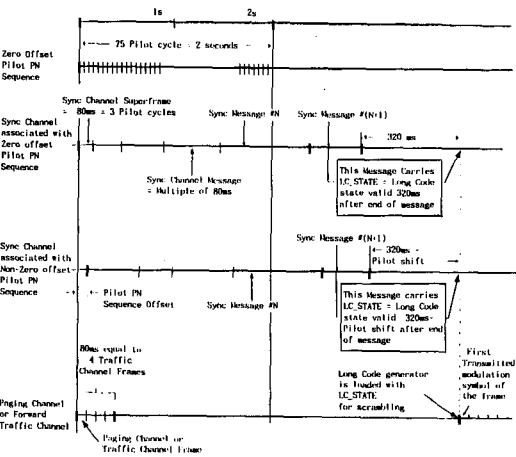 1s
2s
75 Pilot cycle = 2 seconds
Zero Offset
Pilot PN
Sequence
Sync Channel Superframe
= 80ms = 3 Pilot cycles
Sync Message #N
Sync Message #(N+1)
Sync Channel
associated with
Zero offset
Pilot PN
Sequence
320 ms
Sync Channel Message
= Multiple of 80ms
This Message Carries
LC_STATE = Long Code
state valid 320ms
after end of message
Sync Message #(N+1)
320ms -
Pilot shift
Sync Channel
associated with
Non-Zero offset
Pilot PN
Sequence
Pilot PN
Sequence Offset
Sync Message #N
This Message carries
LC_STATE = Long Code
state valid 320ms-
Pilot shift after end
of message
80ms equal to
4 Traffic
Channel Frames
Long Code generator
is loaded with
LC_STATE
for scrambling
First
Transmitted
modulation
symbol of
the frame
Paging Channel
or Forward
Traffic Channel
Paging Channel or
Traffic Channel Frame